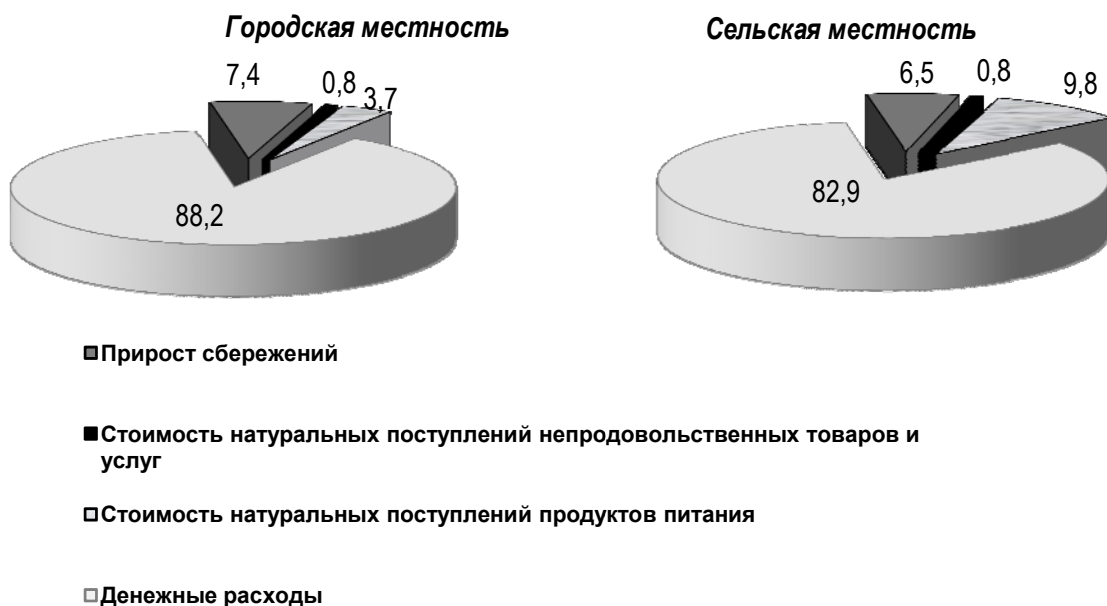 Городская местность
7,4
0,8
3,7
88,2
Сельская местность
6,5
0,8
9,8
82,9
Прирост сбережений
Стоимость натуральных поступлений непродовольственных товаров и
услуг
Стоимость натуральных поступлений продуктов питания
Денежные расходы